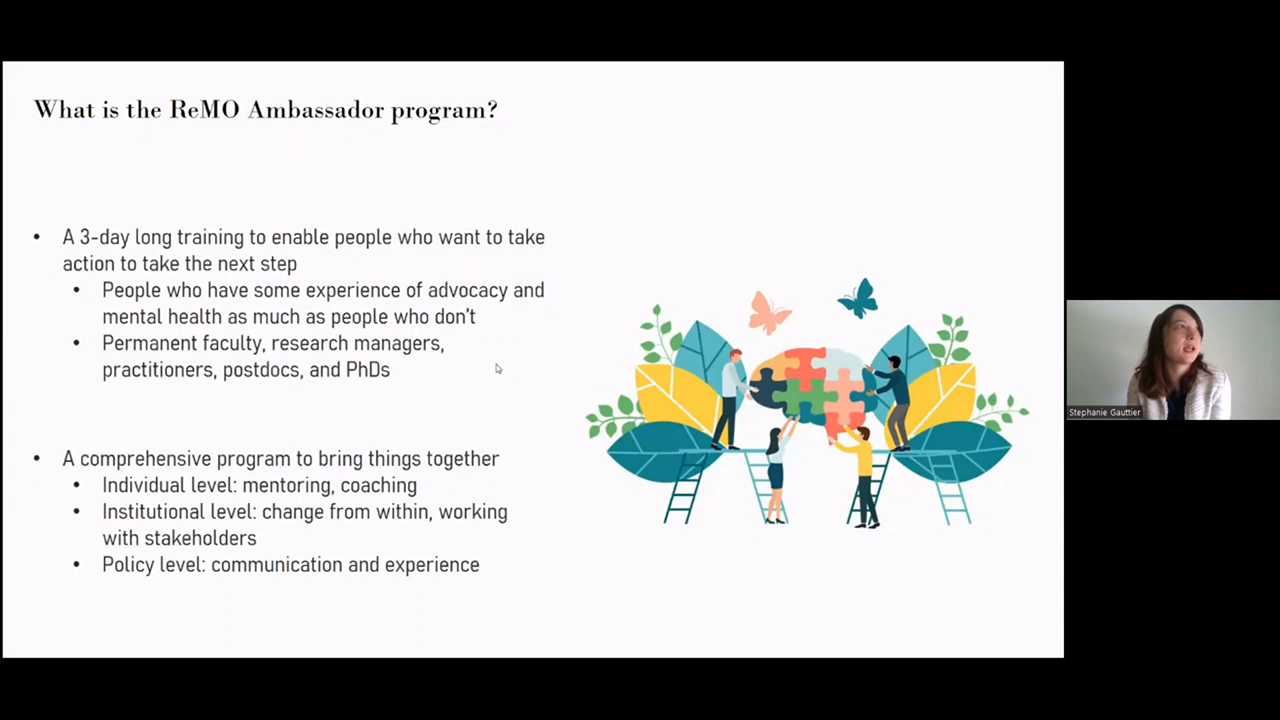 What is the ReMO Ambassador program?
• A 3-day long training to enable people who want to take
action to take the next step
• People who have some experience of advocacy and
mental health as much as people who don't
• Permanent faculty, research managers,
practitioners, postdocs, and PhDs
• A comprehensive program to bring things together
• Individual level: mentoring, coaching
• Institutional level: change from within, working
with stakeholders
• Policy level: communication and experience
Stephanie Gauttier